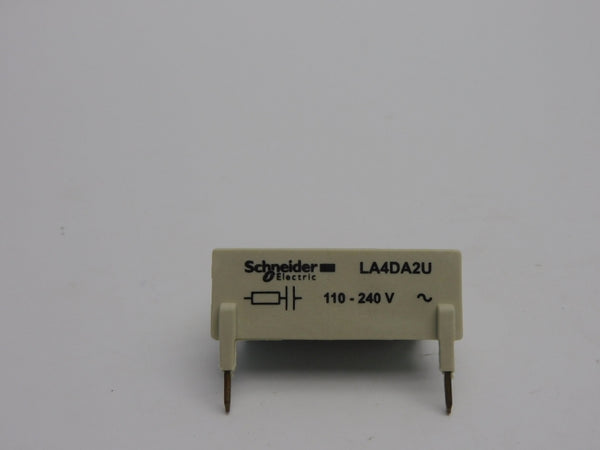 Schneider LA4DA2U
Electric
110 - 240 V ~